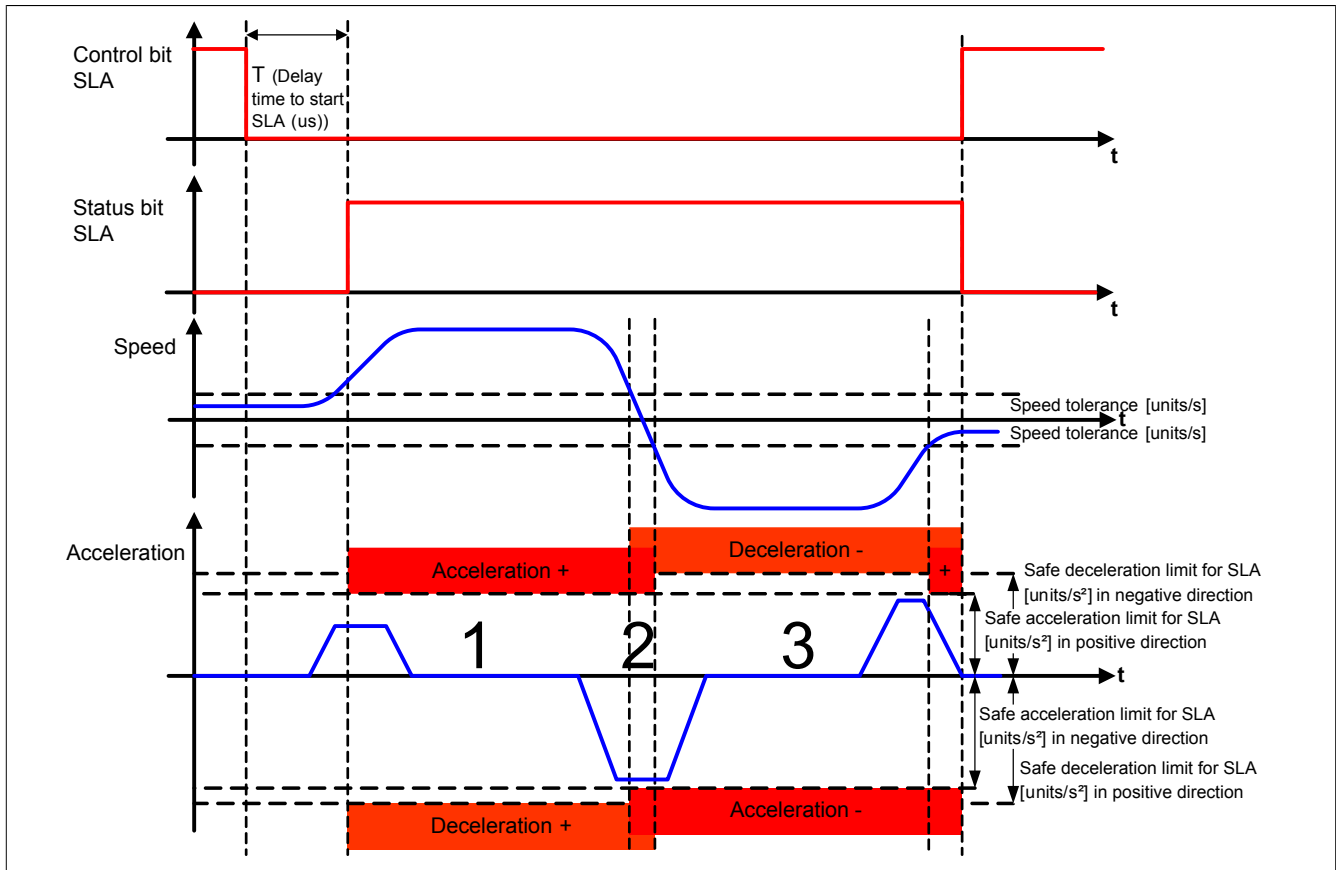 Control bit
SLA
T (Delay
time to start
SLA (us))
t
Status bit
SLA
t
Speed
Speed tolerance [units/s]
t
Speed tolerance [units/s]
Acceleration
Deceleration -
Acceleration +
+
Safe deceleration limit for SLA
[units/s²] in negative direction
Safe acceleration limit for SLA
[units/s²] in positive direction
1
2
3
t
Safe acceleration limit for SLA
[units/s²] in negative direction
Safe deceleration limit for SLA
[units/s²] in positive direction
Acceleration -
Deceleration +